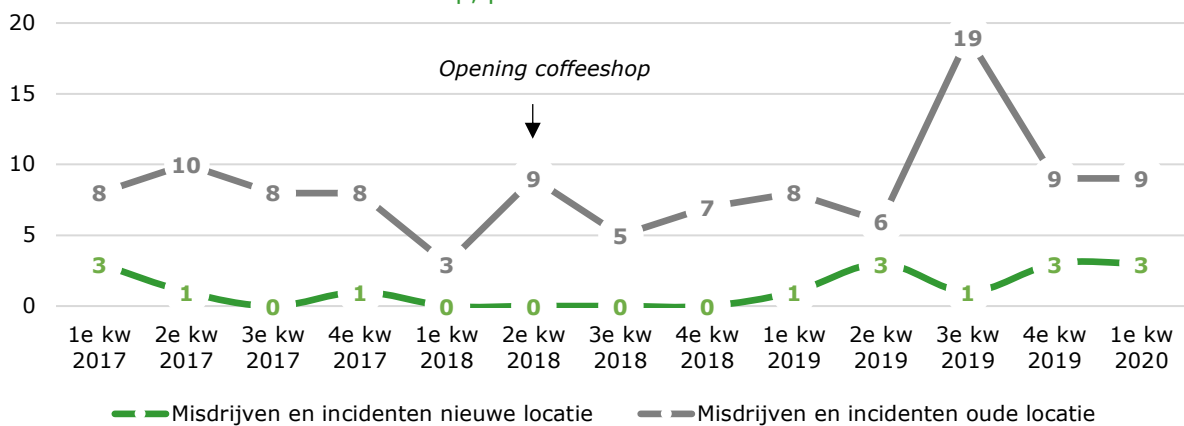 20
15
10
5
0
Opening coffeeshop
8 10 8 8 3 9 5 7 8 6 19 9 9
3 1 0 1 0 0 0 0 1 3 1 3 3
1e kw 2e kw 3e kw 4e kw 1e kw 2e kw 3e kw 4e kw 1e kw 2e kw 3e kw 4e kw 1e kw
2017 2017 2017 2017 2018 2018 2018 2018 2019 2019 2019 2019 2020
Misdrijven en incidenten nieuwe locatie Misdrijven en incidenten oude locatie